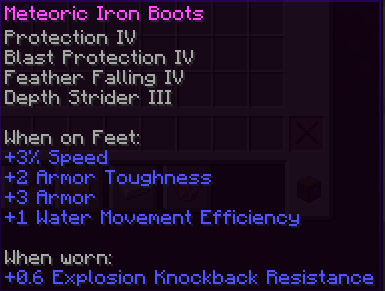 Meteoric Iron Boots
Protection IV
Blast Protection IV
Feather Falling IV
Depth Strider III
When on Feet:
+3% Speed
+2 Armor Toughness
+3 Armor
+1 Water Movement Efficiency
When worn:
+0.6 Explosion Knockback Resistance